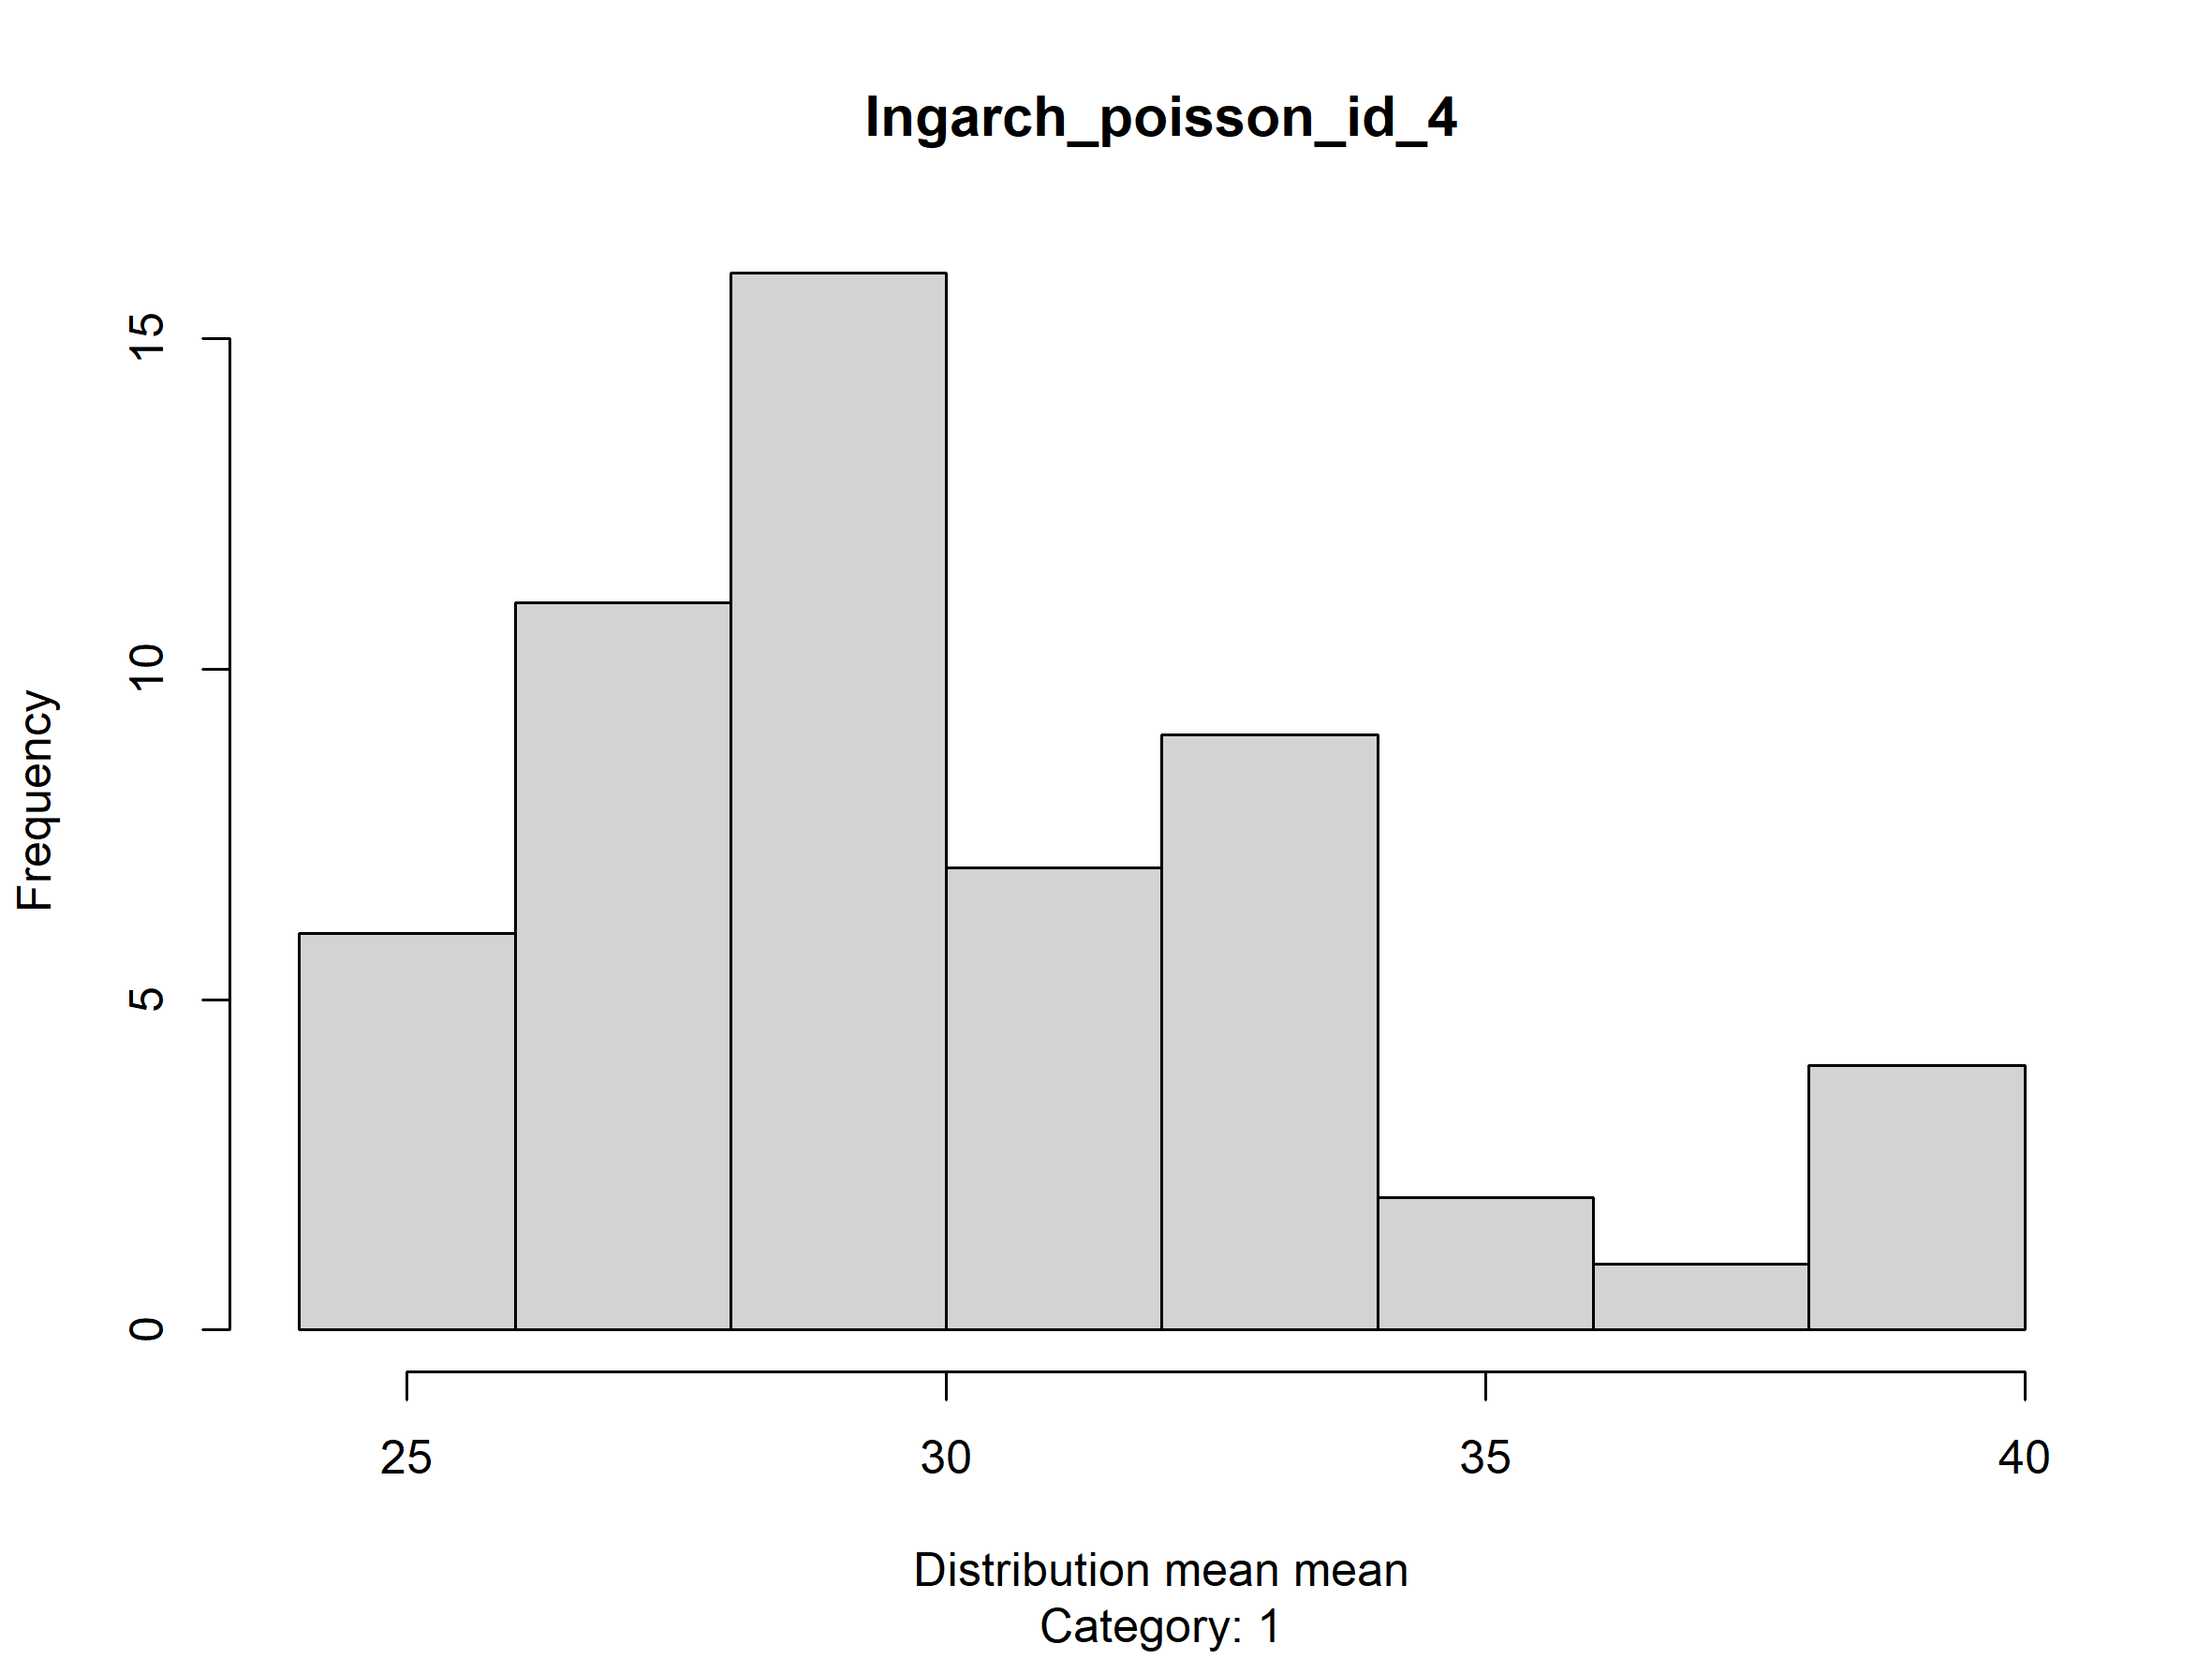 Ingarch_poisson_id_4
Frequency
15
10
5
0
25 30 35 40
Distribution mean mean
Category: 1